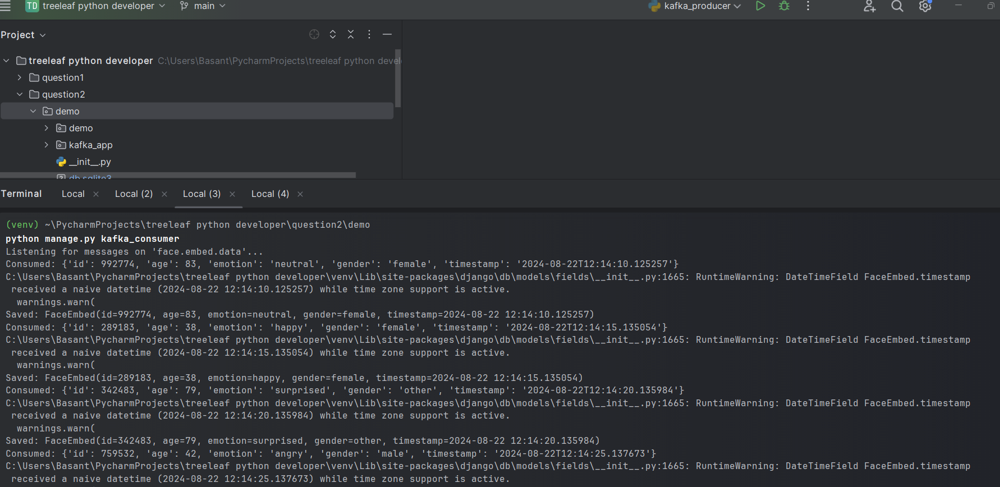 TD treeleaf python developer main kafka_producer
Project
treeleaf python developer C:\Users\Basant\PycharmProjects\treeleaf python devel
question1
question2
demo
demo
kafka_app
__init__.py
db.sqlite3
Terminal Local Local (2) Local (3) Local (4)
(venv) ~\PycharmProjects\treeleaf python developer\question2\demo
python manage.py kafka_consumer
Listening for messages on 'face.embed.data'...
Consumed: {'id': 992774, 'age': 83, 'emotion': 'neutral', 'gender': 'female', 'timestamp': '2024-08-22T12:14:10.125257'}
C:\Users\Basant\PycharmProjects\treeleaf python developer\venv\Lib\site-packages\django\db\models\fields\__init__.py:1665: RuntimeWarning: DateTimeField FaceEmbed.timestamp
received a naive datetime (2024-08-22 12:14:10.125257) while time zone support is active.
warnings.warn(
Saved: FaceEmbed(id=992774, age=83, emotion=neutral, gender=female, timestamp=2024-08-22 12:14:10.125257)
Consumed: {'id': 289183, 'age': 38, 'emotion': 'happy', 'gender': 'female', 'timestamp': '2024-08-22T12:14:15.135054'}
C:\Users\Basant\PycharmProjects\treeleaf python developer\venv\Lib\site-packages\django\db\models\fields\__init__.py:1665: RuntimeWarning: DateTimeField FaceEmbed.timestamp
received a naive datetime (2024-08-22 12:14:15.135054) while time zone support is active.
warnings.warn(
Saved: FaceEmbed(id=289183, age=38, emotion=happy, gender=female, timestamp=2024-08-22 12:14:15.135054)
Consumed: {'id': 342483, 'age': 79, 'emotion': 'surprised', 'gender': 'other', 'timestamp': '2024-08-22T12:14:20.135984'}
C:\Users\Basant\PycharmProjects\treeleaf python developer\venv\Lib\site-packages\django\db\models\fields\__init__.py:1665: RuntimeWarning: DateTimeField FaceEmbed.timestamp
received a naive datetime (2024-08-22 12:14:20.135984) while time zone support is active.
warnings.warn(
Saved: FaceEmbed(id=342483, age=79, emotion=surprised, gender=other, timestamp=2024-08-22 12:14:20.135984)
Consumed: {'id': 759532, 'age': 42, 'emotion': 'angry', 'gender': 'male', 'timestamp': '2024-08-22T12:14:25.137673'}
C:\Users\Basant\PycharmProjects\treeleaf python developer\venv\Lib\site-packages\django\db\models\fields\__init__.py:1665: RuntimeWarning: DateTimeField FaceEmbed.timestamp
received a naive datetime (2024-08-22 12:14:25.137673) while time zone support is active.